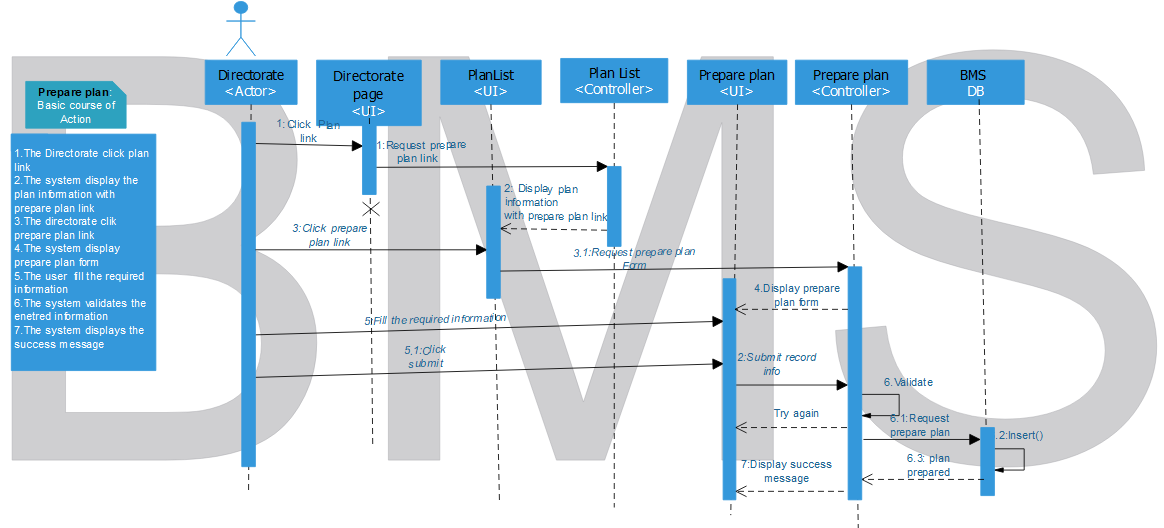 BMS
Directorate
<Actor>
Directorate
page
<UI>
PlanList
<UI>
Plan List
<Controller>
Prepare plan
<UI>
Prepare plan
<Controller>
BMS
DB
Prepare plan:
Basic course of
Action
1.The Directorate click plan
link
2.The system display the
plan information with
prepare plan link
3.The directorate clik
prepare plan link
4.The system display
prepare plan form
5.The user fill the required
information
6.The system validates the
enetred information
7.The system displays the
success message
1:Click Plan
link
1:Request prepare
plan link
2: Display plan
information
with prepare plan link
3:Click prepare
plan link
3,1:Request prepare plan
Form
4.Display prepare
plan form
5:Fill the required information
5,1:Click
submit
2:Submit record
info
6.Validate
Try again
6.1:Request
prepare plan
.2:Insert()
6.3: plan
prepared
7:Display success
message